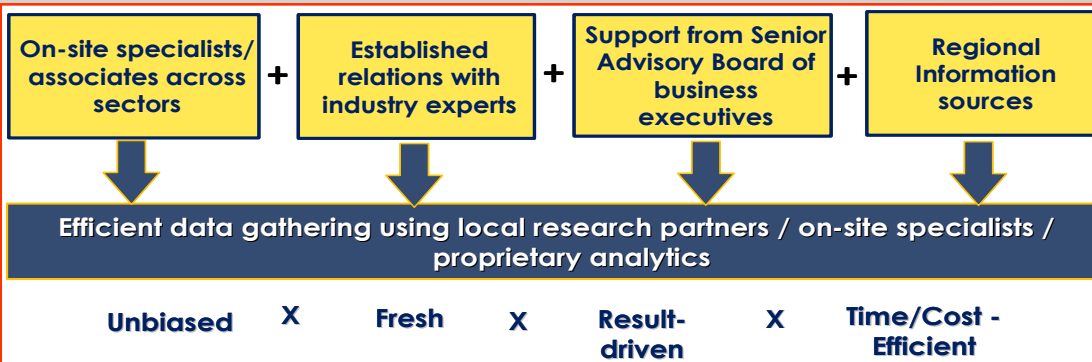 On-site specialists/
associates across
sectors
+
Established
relations with
industry experts
+
Support from Senior
Advisory Board of
business
executives
+
Regional
Information
sources
Efficient data gathering using local research partners / on-site specialists /
proprietary analytics
Unbiased
X
Fresh
X
Result-
driven
X
Time/Cost -
Efficient